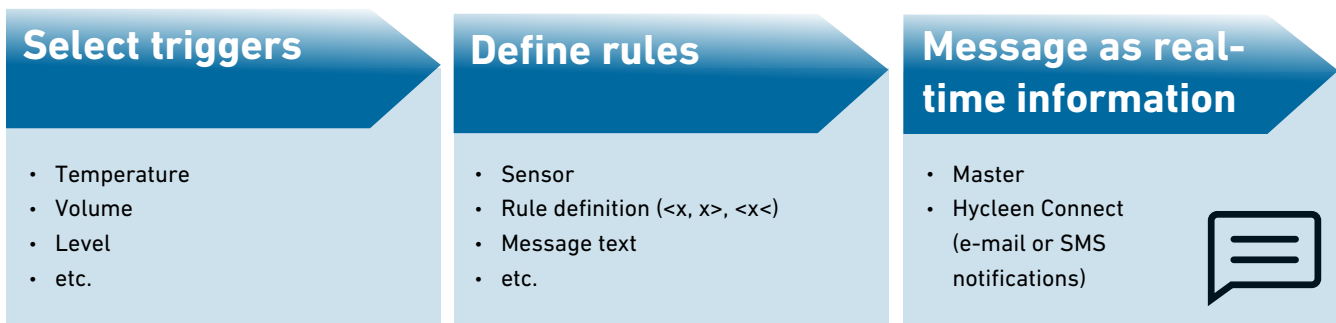 Select triggers
• Temperature
• Volume
• Level
• etc.
Define rules
• Sensor
• Rule definition (<x, x>, <x<)
• Message text
• etc.
Message as real-
time information
• Master
• Hycleen Connect
(e-mail or SMS
notifications)